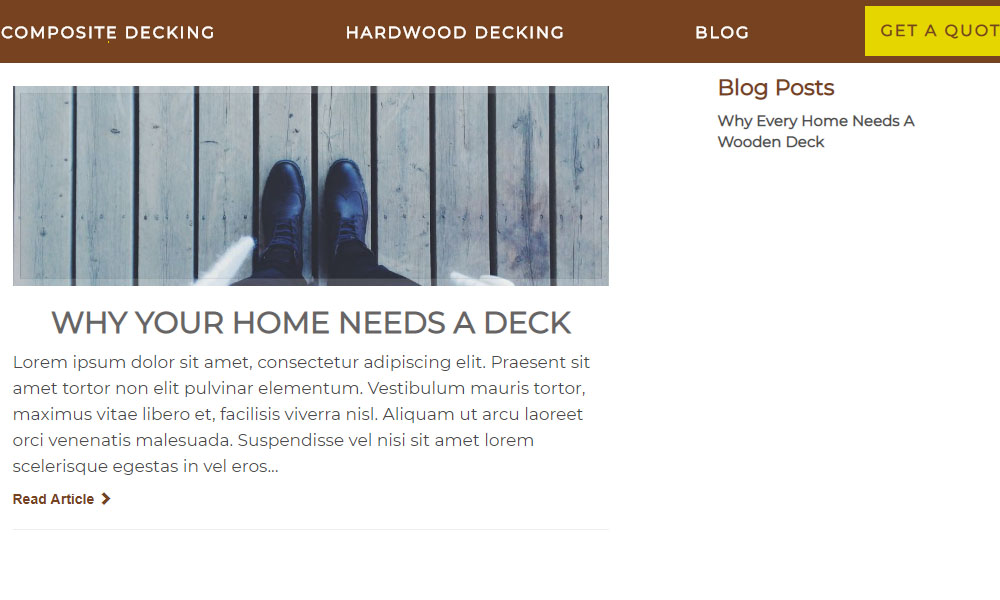 COMPOSITE DECKING HARDWOOD DECKING BLOG GET A QUOT
Blog Posts
Why Every Home Needs A
Wooden Deck
WHY YOUR HOME NEEDS A DECK
Lorem ipsum dolor sit amet, consectetur adipiscing elit. Praesent sit
amet tortor non elit pulvinar elementum. Vestibulum mauris tortor,
maximus vitae libero et, facilisis viverra nisl. Aliquam ut arcu laoreet
orci venenatis malesuada. Suspendisse vel nisi sit amet lorem
scelerisque egestas in vel eros...
Read Article